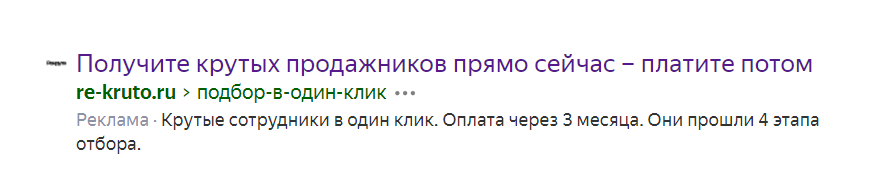 Получите крутых продажников прямо сейчас – платите потом
re-kruto.ru › подбор-в-один-клик
Реклама · Крутые сотрудники в один клик. Оплата через 3 месяца. Они прошли 4 этапа
отбора.